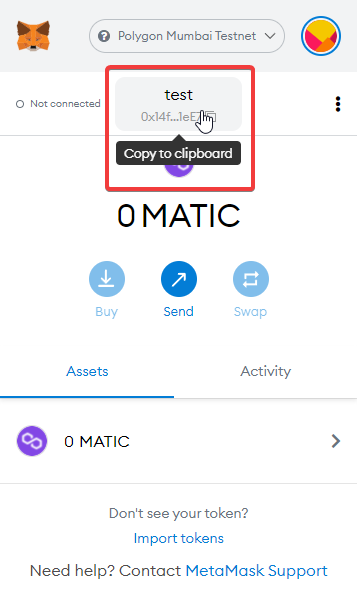 Polygon Mumbai Testnet
Not connected
test
0x14f...1eE
Copy to clipboard
0 MATIC
Buy Send Swap
Assets Activity
0 MATIC
Don't see your token?
Import tokens
Need help? Contact MetaMask Support